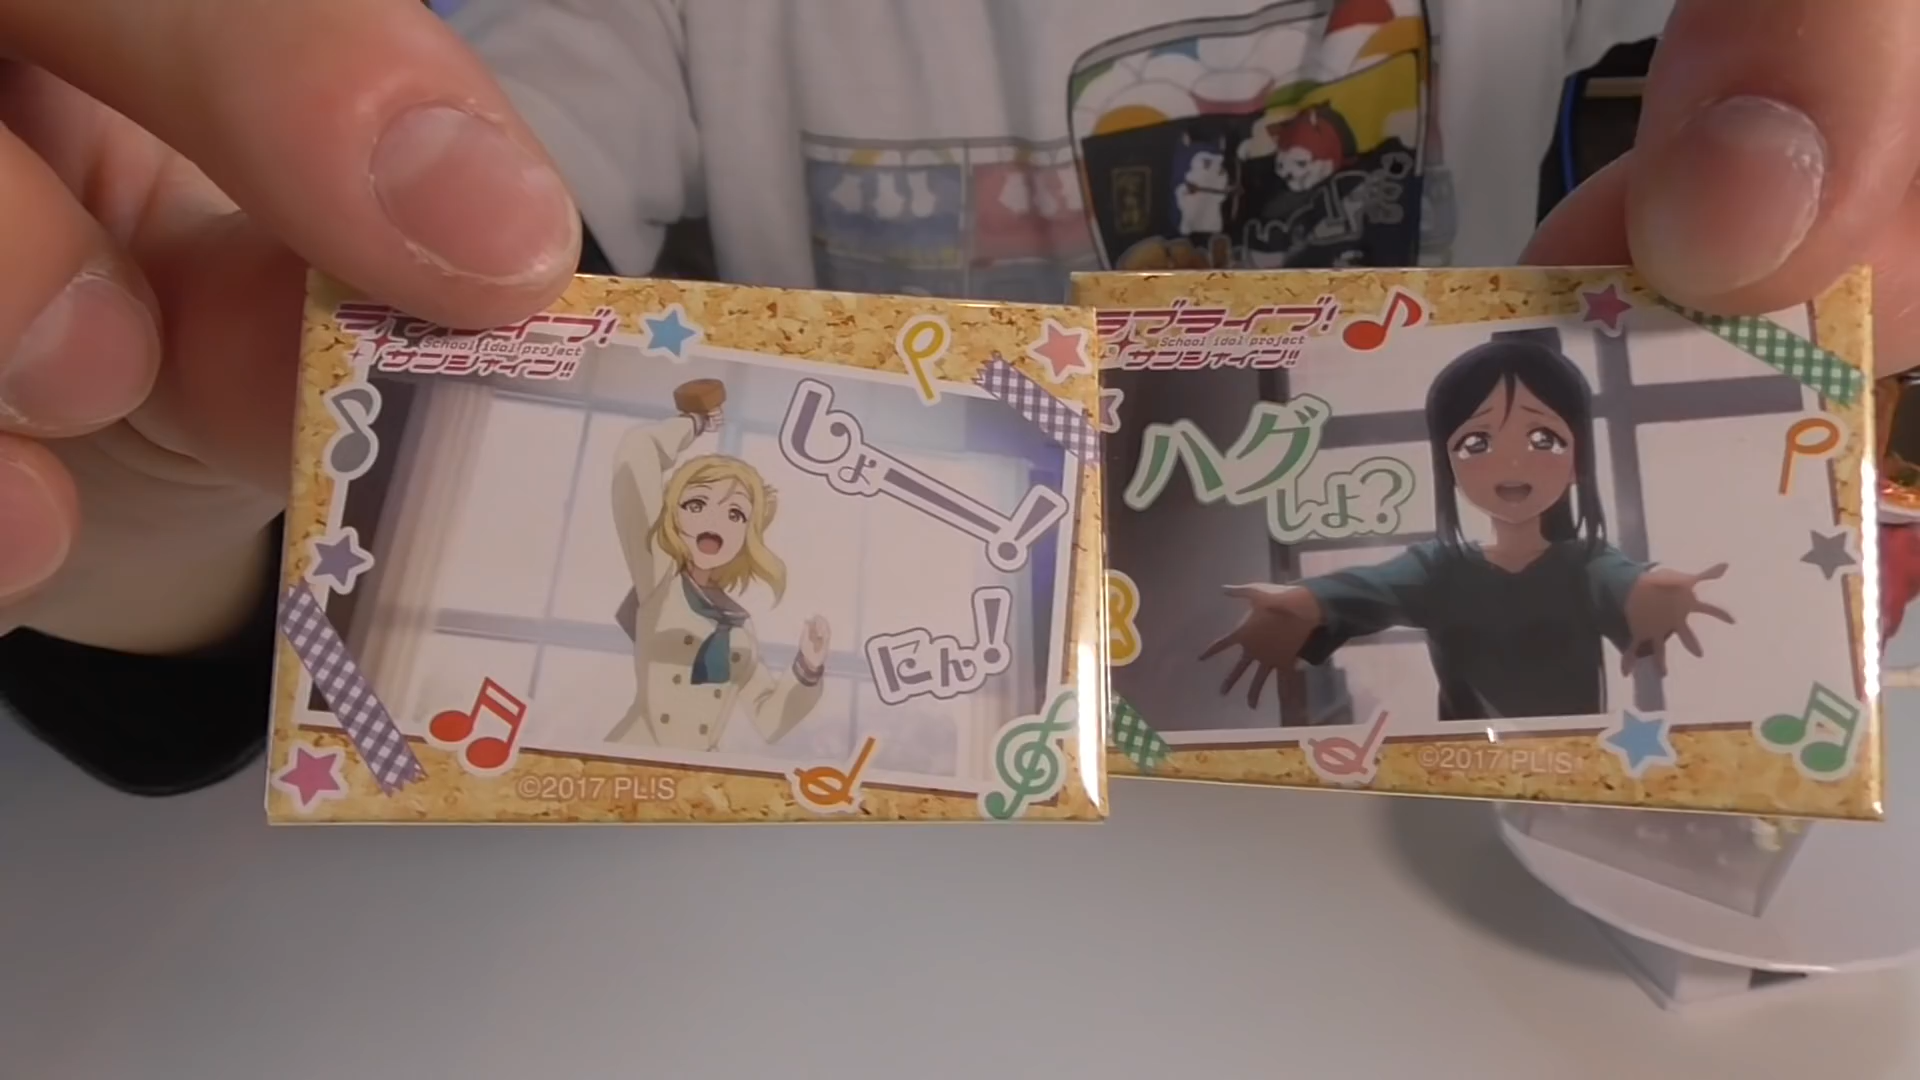 ラブライブ!
School idol project
サンシャイン!!
しょー!
にん!
©2017 PL!S
ラブライブ!
School idol project
サンシャイン!!
ハグ
しよ?
©2017 PL!S